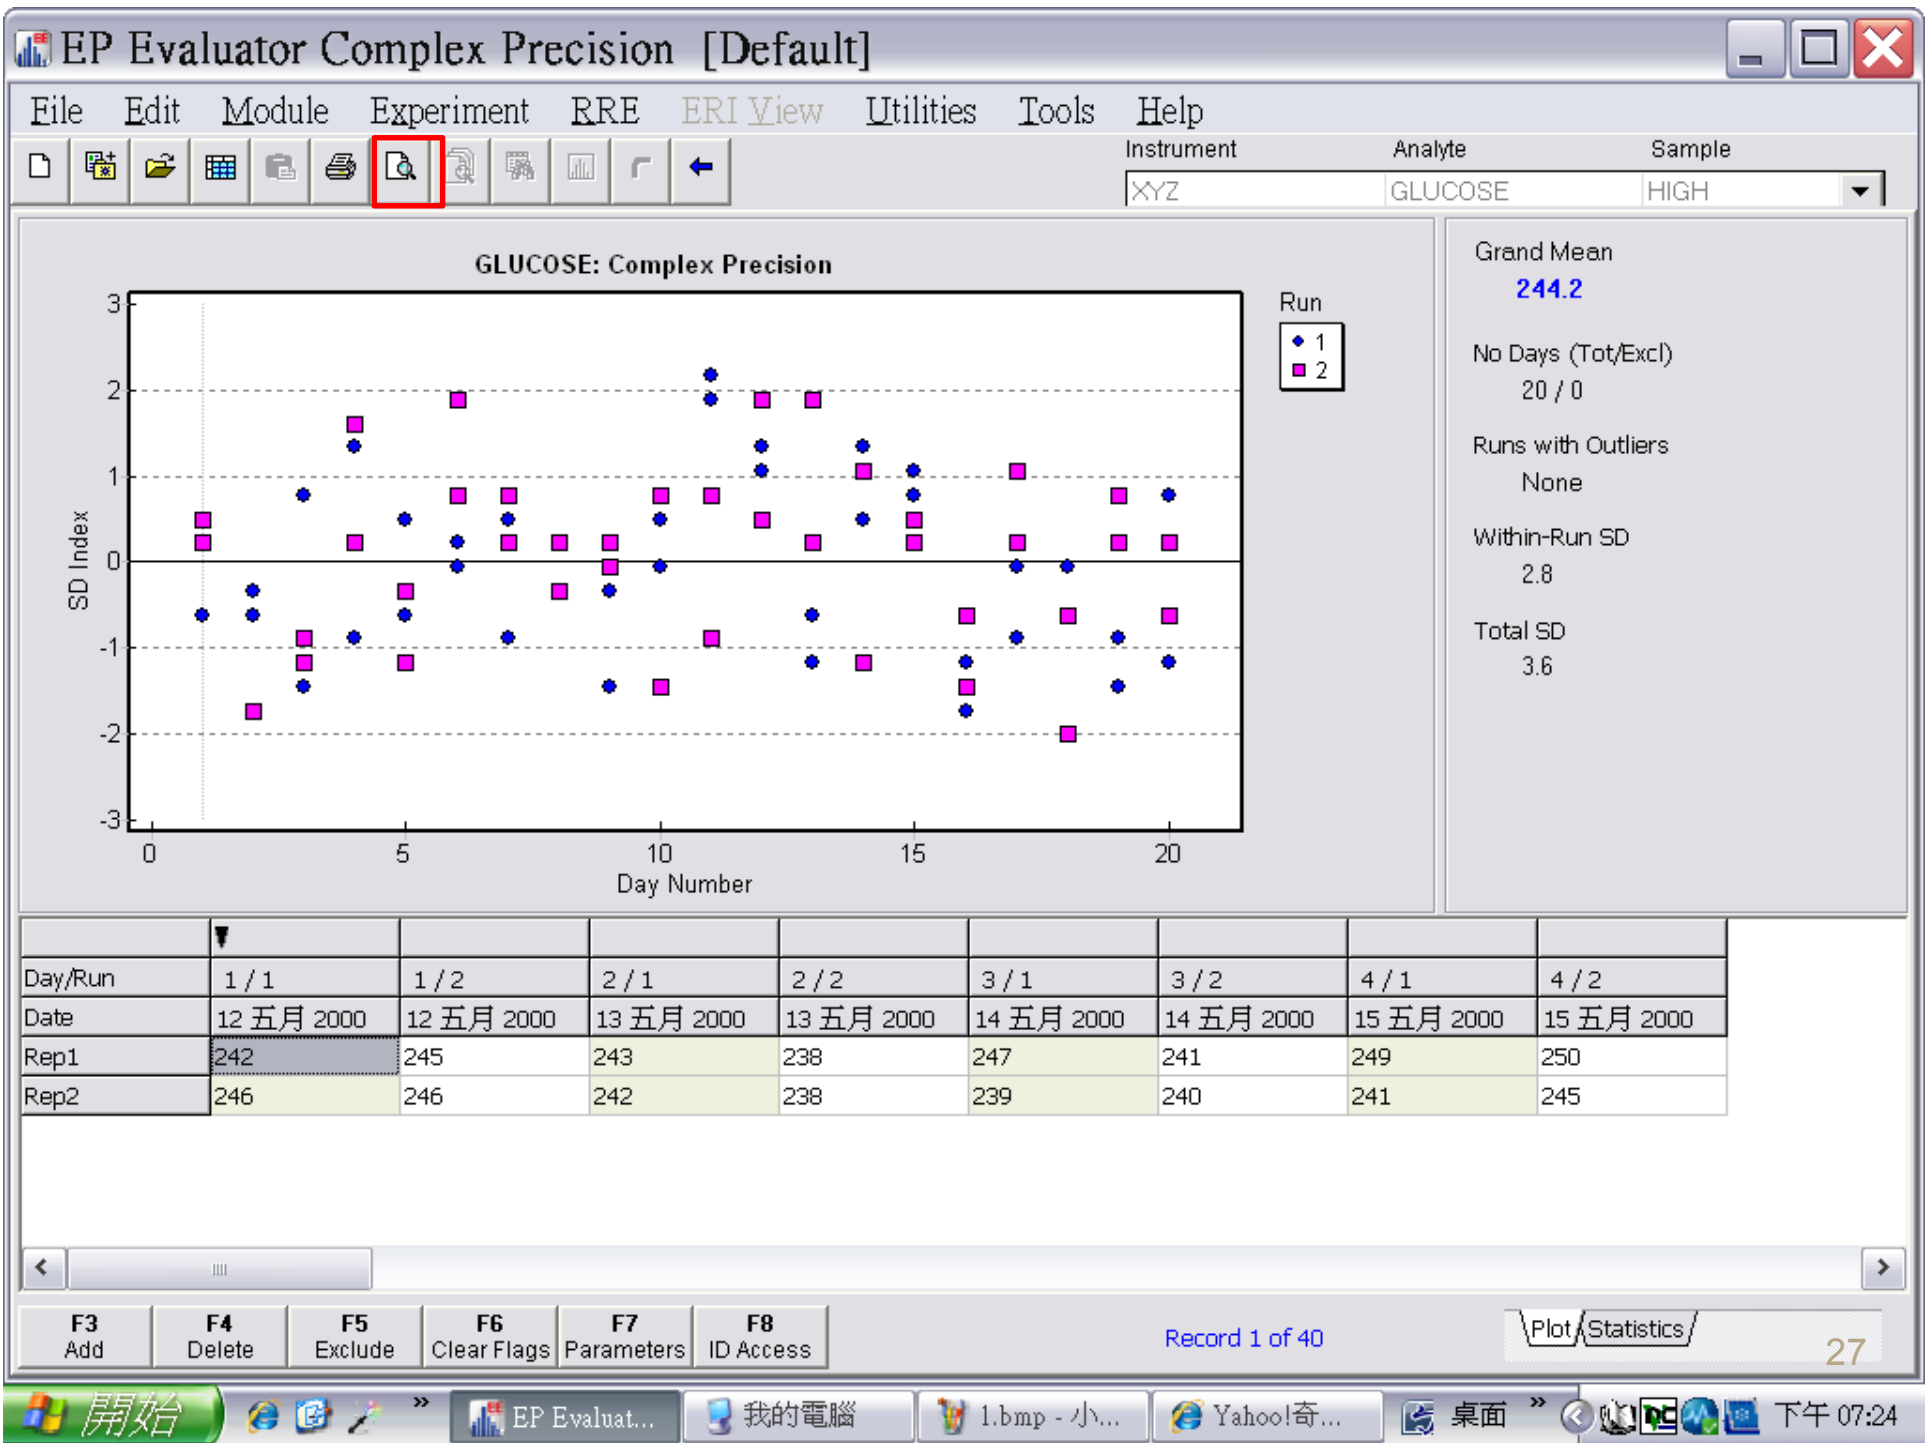 EP Evaluator Complex Precision [Default]
File Edit Module Experiment RRE ERI View Utilities Tools Help
Instrument Analyte Sample
XYZ GLUCOSE HIGH
GLUCOSE: Complex Precision
3
2
1
0
-1
-2
-3
SD Index
0 5 10 15 20
Day Number
Run
1
2
Grand Mean
244.2
No Days (Tot/Excl)
20 / 0
Runs with Outliers
None
Within-Run SD
2.8
Total SD
3.6
Day/Run 1 / 1 1 / 2 2 / 1 2 / 2 3 / 1 3 / 2 4 / 1 4 / 2
Date 12 五月 2000 12 五月 2000 13 五月 2000 13 五月 2000 14 五月 2000 14 五月 2000 15 五月 2000 15 五月 2000
Rep1 242 245 243 238 247 241 249 250
Rep2 246 246 242 238 239 240 241 245
F3 F4 F5 F6 F7 F8
Add Delete Exclude Clear Flags Parameters ID Access
Record 1 of 40
Plot Statistics
27
開始 » EP Evaluat... 我的電腦 1.bmp - 小... Yahoo!奇... 桌面 » 下午 07:24